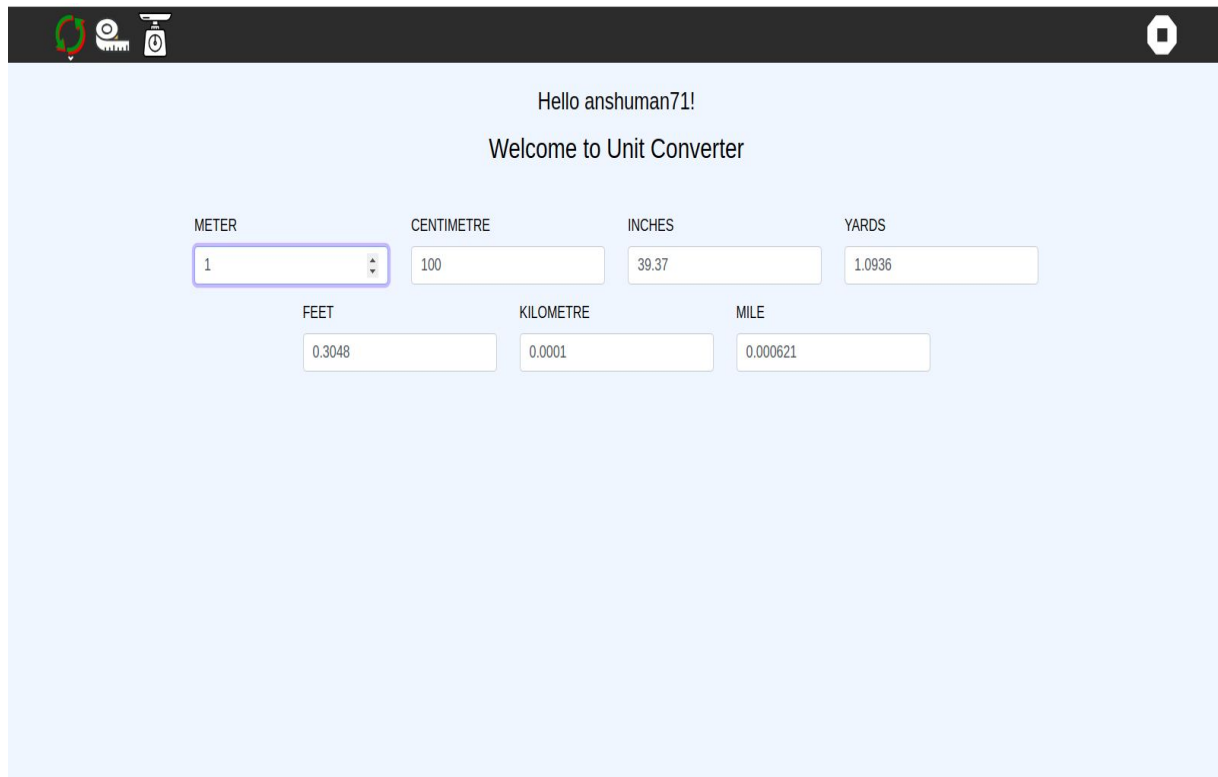 Hello anshuman71!
Welcome to Unit Converter
METER CENTIMETRE INCHES YARDS
1 100 39.37 1.0936
FEET KILOMETRE MILE
0.3048 0.0001 0.000621